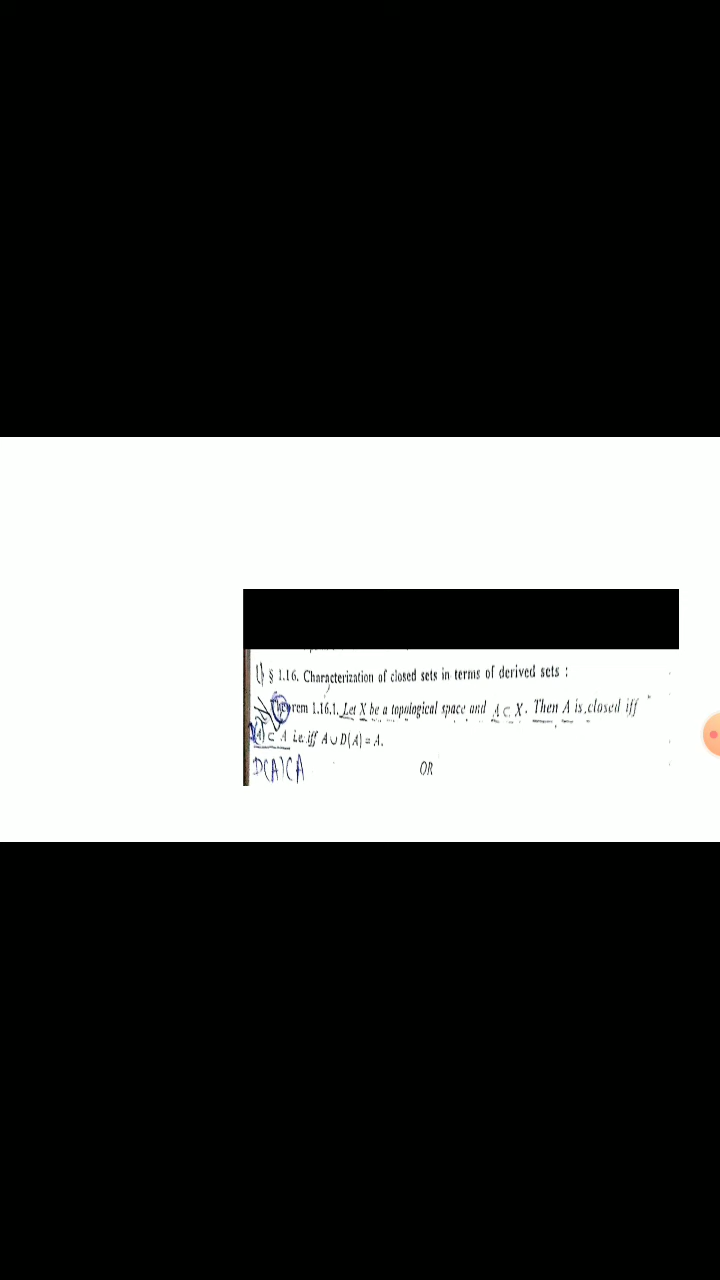 § 1.16. Characterization of closed sets in terms of derived sets :
Theorem 1.16.1. Let X be a topological space and A ⊂ X. Then A is closed iff
D(A) ⊂ A i.e. iff A ∪ D(A) = A.
D(A) ⊂ A
OR